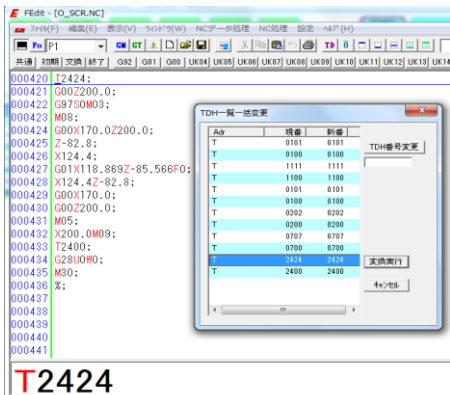 FEdit - [O_SCR.NC]
ファイル(F) 編集(E) 表示(V) ウィンドウ(W) NCデータ処理 NC処理 設定 ヘルプ(H)
Po P1 GM GT TD
共通 初期 交換 終了 G92 G81 G80 UK04 UK05 UK06 UK07 UK08 UK09 UK10 UK11 UK12 UK13 UK14
000420 T2424;
000421 G00Z200.0;
000422 G97S0M03;
000423 M08;
000424 G00X170.0Z200.0;
000425 Z-82.8;
000426 X124.4;
000427 G01X118.869Z-85.566F0;
000428 X124.4Z-82.8;
000429 G00X170.0;
000430 G00Z200.0;
000431 M05;
000432 X200.0M09;
000433 T2400;
000434 G28U0W0;
000435 M30;
000436 %;
000437
000438
000439
000440
000441
TDH一覧一括変更
Adr 現番 新番
T 0101 0101
T 0100 0100
T 1111 1111
T 1100 1100
T 0101 0101
T 0100 0100
T 0202 0202
T 0200 0200
T 0707 0707
T 0700 0700
T 2424 2424
T 2400 2400
TDH番号変更
変換実行
キャンセル
T2424